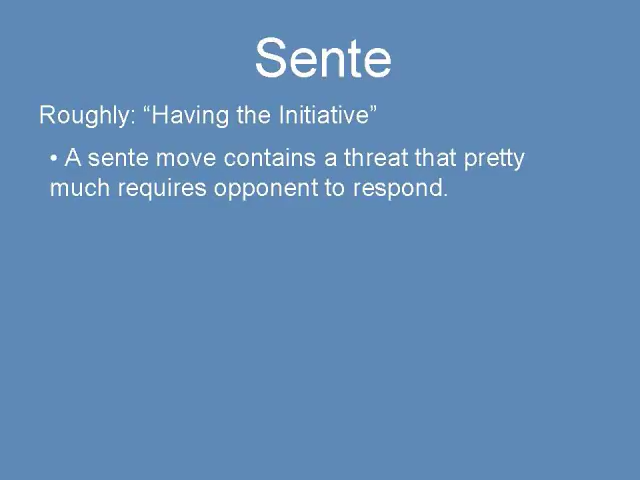 Sente
Roughly: “Having the Initiative”
• A sente move contains a threat that pretty
much requires opponent to respond.